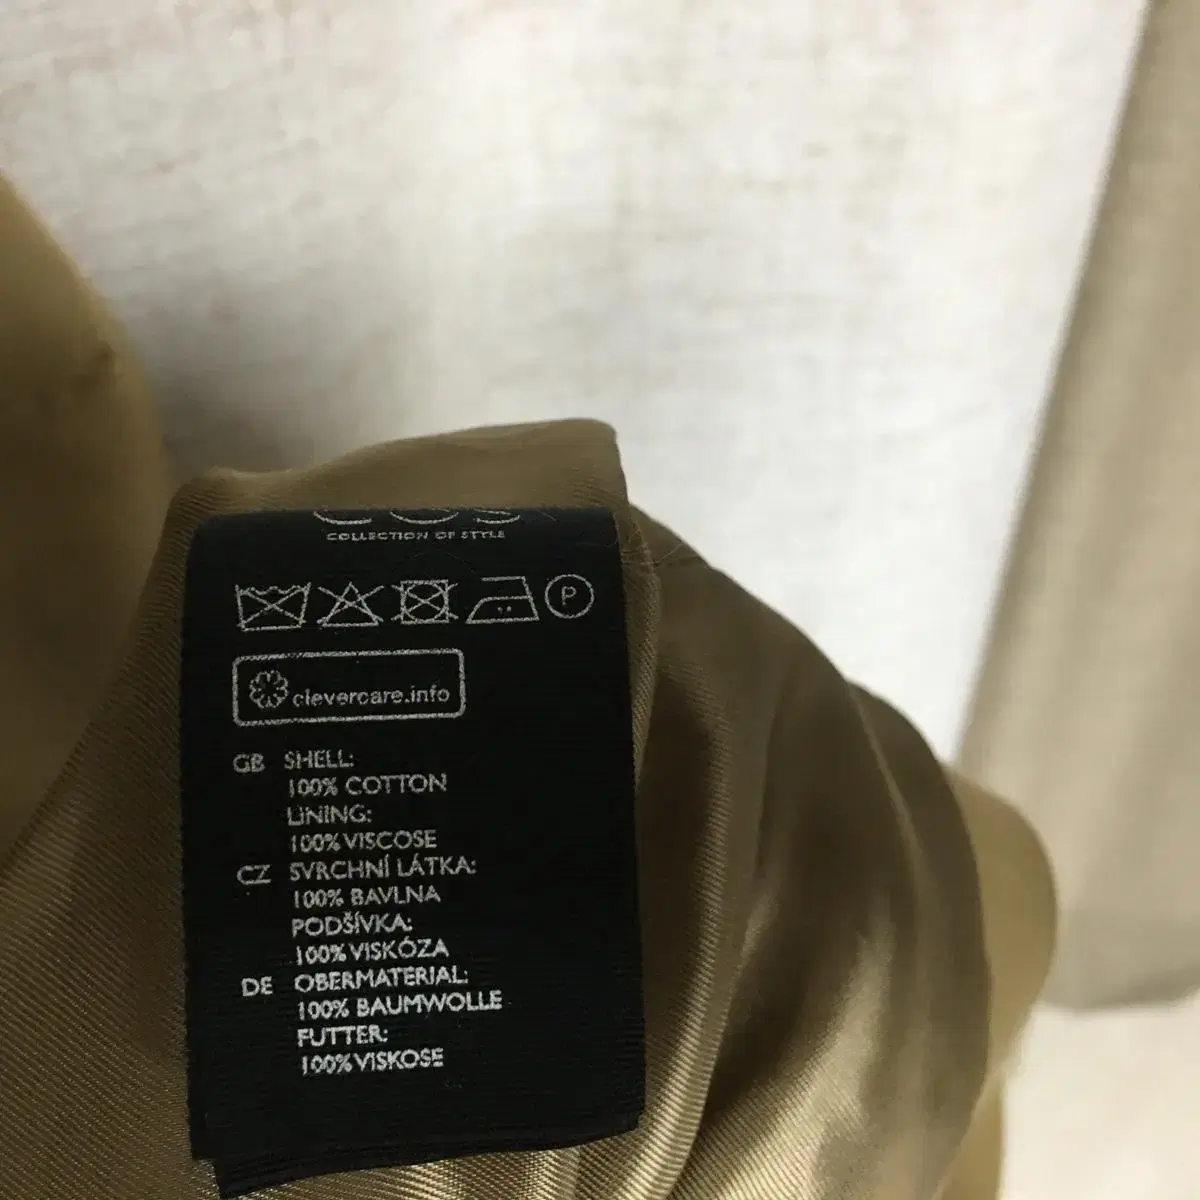 COS
COLLECTION OF STYLE
P
clevercare.info
GB SHELL:
100% COTTON
LINING:
100% VISCOSE
CZ SVRCHNÍ LÁTKA:
100% BAVLNA
PODŠÍVKA:
100% VISKÓZA
DE OBERMATERIAL:
100% BAUMWOLLE
FUTTER:
100% VISKOSE